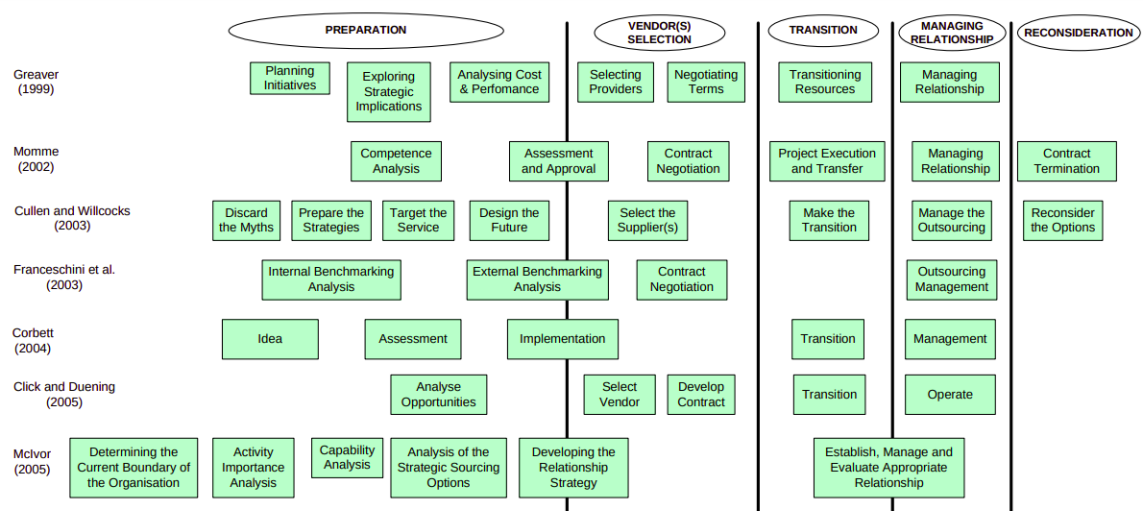 PREPARATION
VENDOR(S)
SELECTION
TRANSITION
MANAGING
RELATIONSHIP
RECONSIDERATION
Greaver
(1999)
Planning
Initiatives
Exploring
Strategic
Implications
Analysing Cost
& Perfomance
Selecting
Providers
Negotiating
Terms
Transitioning
Resources
Managing
Relationship
Momme
(2002)
Competence
Analysis
Assessment
and Approval
Contract
Negotiation
Project Execution
and Transfer
Managing
Relationship
Contract
Termination
Cullen and Willcocks
(2003)
Discard
the Myths
Prepare the
Strategies
Target the
Service
Design the
Future
Select the
Supplier(s)
Make the
Transition
Manage the
Outsourcing
Reconsider
the Options
Franceschini et al.
(2003)
Internal Benchmarking
Analysis
External Benchmarking
Analysis
Contract
Negotiation
Outsourcing
Management
Corbett
(2004)
Idea
Assessment
Implementation
Transition
Management
Click and Duening
(2005)
Analyse
Opportunities
Select
Vendor
Develop
Contract
Transition
Operate
McIvor
(2005)
Determining the
Current Boundary of
the Organisation
Activity
Importance
Analysis
Capability
Analysis
Analysis of the
Strategic Sourcing
Options
Developing the
Relationship
Strategy
Establish, Manage and
Evaluate Appropriate
Relationship